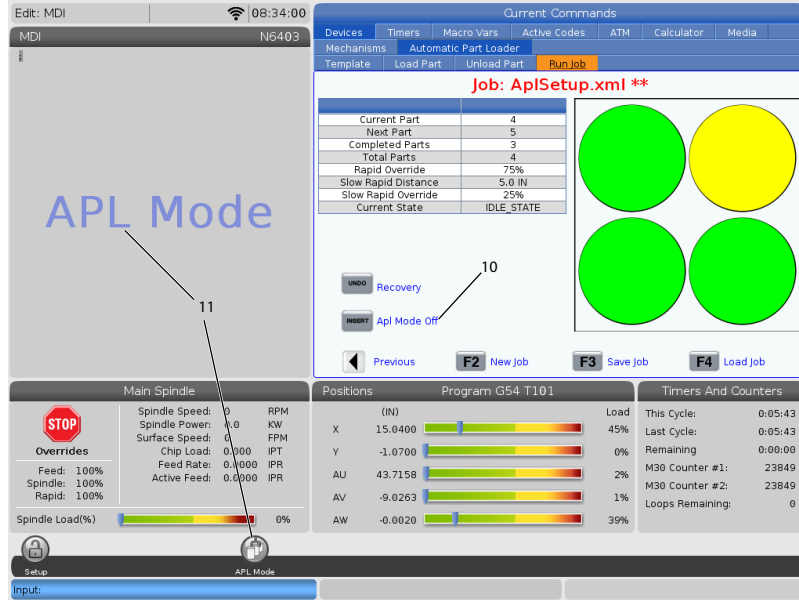 Edit: MDI
08:34:00
Current Commands
MDI
N6403
Devices Timers Macro Vars Active Codes ATM Calculator Media
Mechanisms Automatic Part Loader
Template Load Part Unload Part Run Job
Job: AplSetup.xml **
Current Part 4
Next Part 5
Completed Parts 3
Total Parts 4
Rapid Override 75%
Slow Rapid Distance 5.0 IN
Slow Rapid Override 25%
Current State IDLE_STATE
APL Mode
10
11
UNDO Recovery
INSERT Apl Mode Off
Previous F2 New Job F3 Save Job F4 Load Job
Main Spindle
STOP
Overrides
Feed: 100%
Spindle: 100%
Rapid: 100%
Spindle Speed: 0 RPM
Spindle Power: 0.0 KW
Surface Speed: 0 FPM
Chip Load: 0.000 IPT
Feed Rate: 0.0000 IPR
Active Feed: 0.0000 IPR
Spindle Load(%) 0%
Positions Program G54 T101
(IN) Load
X 15.0400 45%
Y -1.0700 0%
AU 43.7158 2%
AV -9.0263 1%
AW -0.0020 39%
Timers And Counters
This Cycle: 0:05:43
Last Cycle: 0:05:43
Remaining 0:00:00
M30 Counter #1: 23849
M30 Counter #2: 23849
Loops Remaining: 0
Setup
APL Mode
Input: